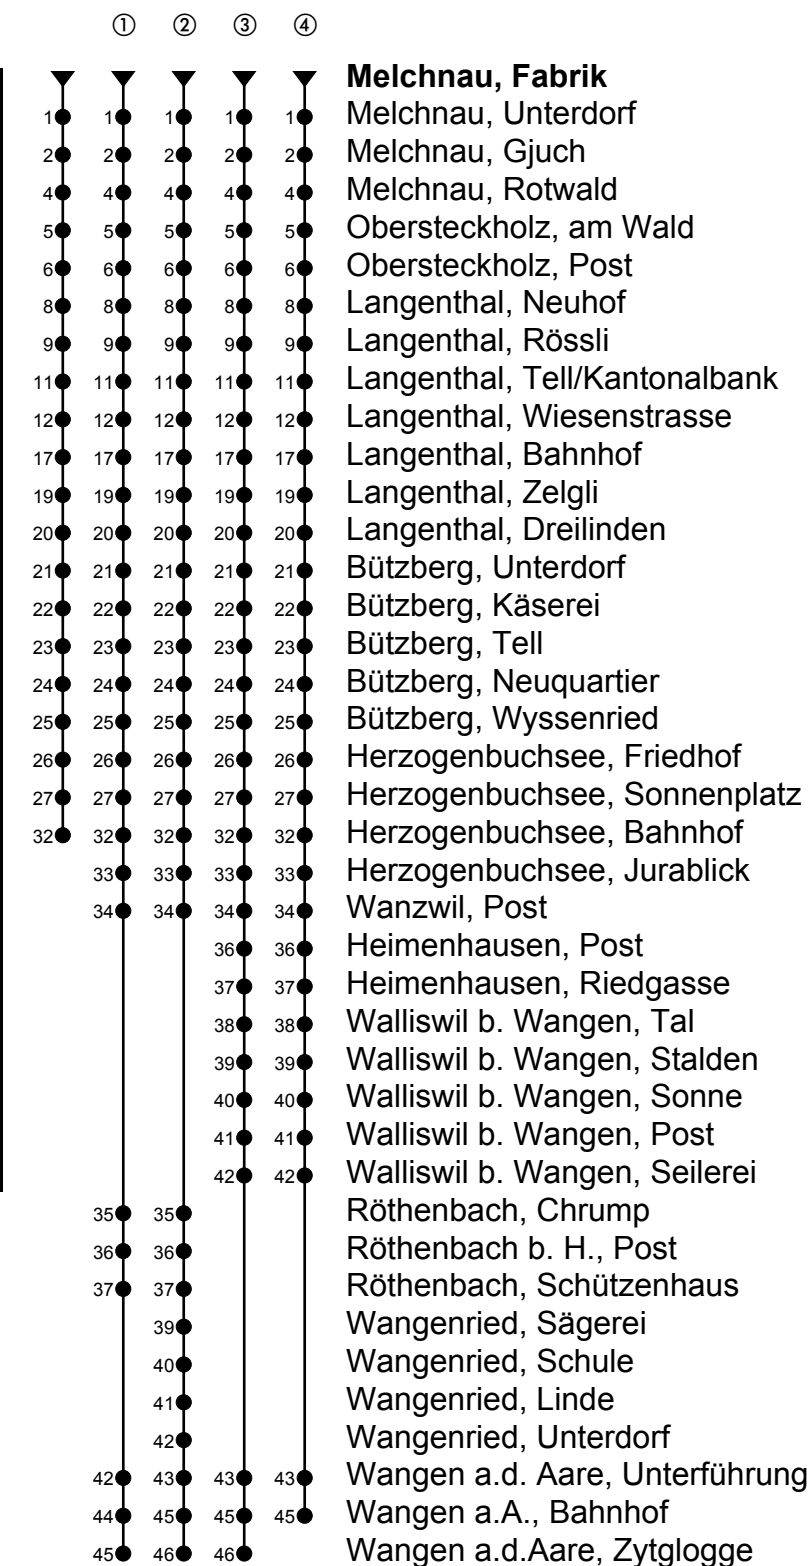 ① ② ③ ④
Melchnau, Fabrik
1 1 1 1 1 Melchnau, Unterdorf
2 2 2 2 2 Melchnau, Gjuch
4 4 4 4 4 Melchnau, Rotwald
5 5 5 5 5 Obersteckholz, am Wald
6 6 6 6 6 Obersteckholz, Post
8 8 8 8 8 Langenthal, Neuhof
9 9 9 9 9 Langenthal, Rössli
11 11 11 11 11 Langenthal, Tell/Kantonalbank
12 12 12 12 12 Langenthal, Wiesenstrasse
17 17 17 17 17 Langenthal, Bahnhof
19 19 19 19 19 Langenthal, Zelgli
20 20 20 20 20 Langenthal, Dreilinden
21 21 21 21 21 Bützberg, Unterdorf
22 22 22 22 22 Bützberg, Käserei
23 23 23 23 23 Bützberg, Tell
24 24 24 24 24 Bützberg, Neuquartier
25 25 25 25 25 Bützberg, Wyssenried
26 26 26 26 26 Herzogenbuchsee, Friedhof
27 27 27 27 27 Herzogenbuchsee, Sonnenplatz
32 32 32 32 32 Herzogenbuchsee, Bahnhof
33 33 33 33 Herzogenbuchsee, Jurablick
34 34 34 34 Wanzwil, Post
36 36 Heimenhausen, Post
37 37 Heimenhausen, Riedgasse
38 38 Walliswil b. Wangen, Tal
39 39 Walliswil b. Wangen, Stalden
40 40 Walliswil b. Wangen, Sonne
41 41 Walliswil b. Wangen, Post
42 42 Walliswil b. Wangen, Seilerei
35 35 Röthenbach, Chrump
36 36 Röthenbach b. H., Post
37 37 Röthenbach, Schützenhaus
39 Wangenried, Sägerei
40 Wangenried, Schule
41 Wangenried, Linde
42 Wangenried, Unterdorf
42 43 43 43 Wangen a.d. Aare, Unterführung
44 45 45 45 Wangen a.A., Bahnhof
45 46 46 Wangen a.d.Aare, Zytglogge